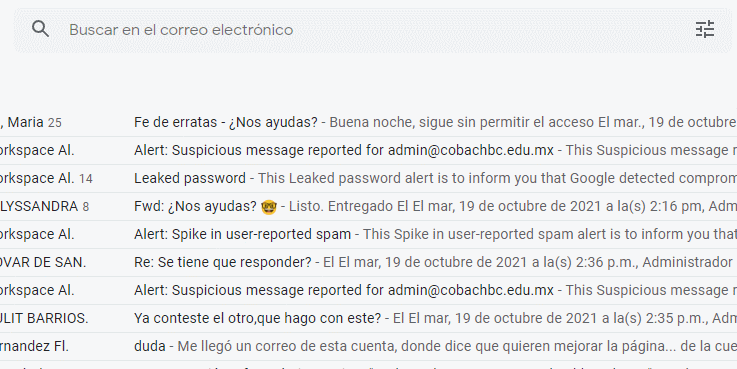 Buscar en el correo electrónico
, Maria 25 Fe de erratas - ¿Nos ayudas? - Buena noche, sigue sin permitir el acceso El mar., 19 de octubre
orkspace Al. Alert: Suspicious message reported for admin@cobachbc.edu.mx - This Suspicious message r
orkspace Al. 14 Leaked password - This Leaked password alert is to inform you that Google detected comprom
LYSSANDRA 8 Fwd: ¿Nos ayudas? 🤓 - Listo. Entregado El El mar, 19 de octubre de 2021 a la(s) 2:16 pm, Adm
orkspace Al. Alert: Spike in user-reported spam - This Spike in user-reported spam alert is to inform you that
OVAR DE SAN. Re: Se tiene que responder? - El El mar, 19 de octubre de 2021 a la(s) 2:36 p.m., Administrador
orkspace Al. Alert: Suspicious message reported for admin@cobachbc.edu.mx - This Suspicious message r
ULIT BARRIOS. Ya conteste el otro,que hago con este? - El El mar, 19 de octubre de 2021 a la(s) 2:35 p.m., Adm
ernandez Fl. duda - Me llegó un correo de esta cuenta, donde dice que quieren mejorar la página... de la cue